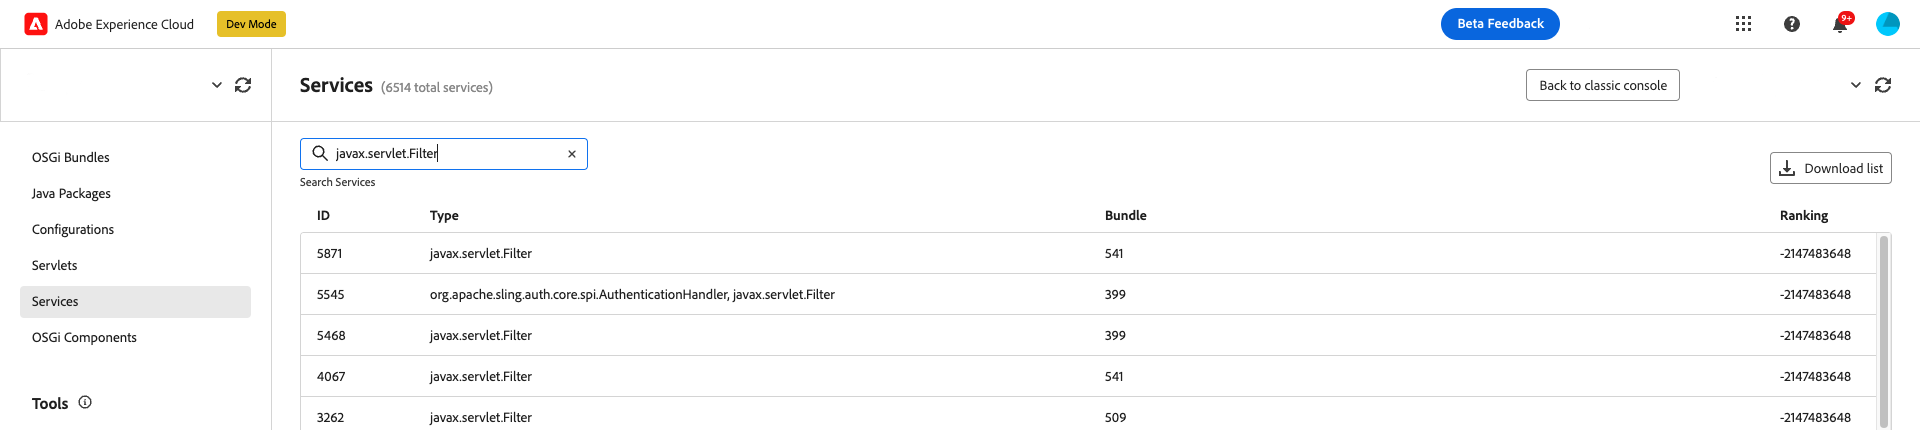 Adobe Experience Cloud Dev Mode Beta Feedback 9+
Services (6514 total services) Back to classic console
OSGi Bundles
Java Packages
Configurations
Servlets
Services
OSGi Components
Tools
javax.servlet.Filter
Search Services
Download list
ID Type Bundle Ranking
5871 javax.servlet.Filter 541 -2147483648
5545 org.apache.sling.auth.core.spi.AuthenticationHandler, javax.servlet.Filter 399 -2147483648
5468 javax.servlet.Filter 399 -2147483648
4067 javax.servlet.Filter 541 -2147483648
3262 javax.servlet.Filter 509 -2147483648